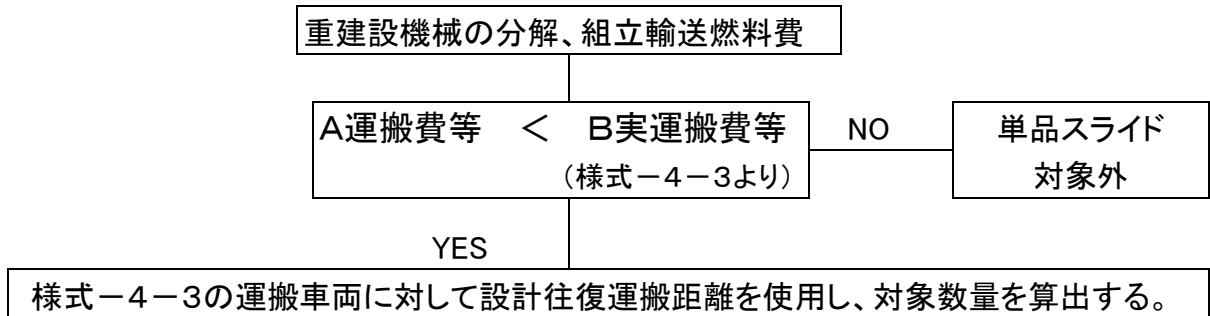 重建設機械の分解、組立輸送燃料費
A運搬費等 ＜ B実運搬費等
（様式－4－3より）
NO
単品スライド
対象外
YES
様式－4－3の運搬車両に対して設計往復運搬距離を使用し、対象数量を算出する。